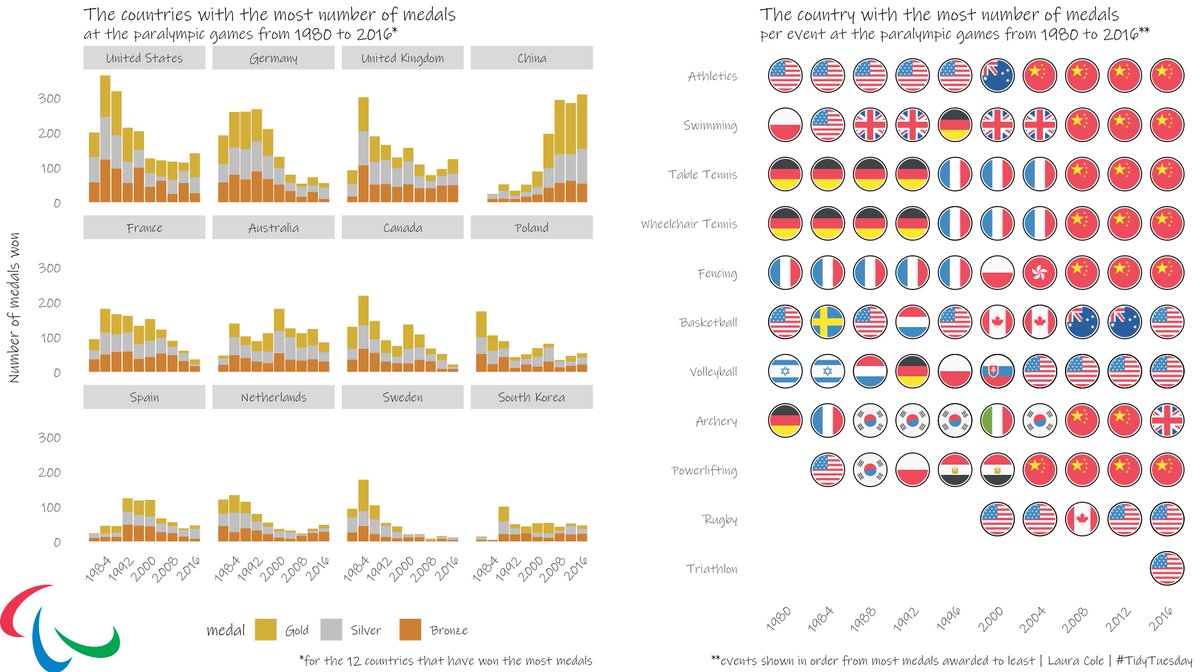 The countries with the most number of medals
at the paralympic games from 1980 to 2016*
United States
Germany
United Kingdom
China
300
200
100
0
France
Australia
Canada
Poland
300
200
100
0
Spain
Netherlands
Sweden
South Korea
300
200
100
0
Number of medals won
1984 1992 2000 2008 2016
1984 1992 2000 2008 2016
1984 1992 2000 2008 2016
1984 1992 2000 2008 2016
medal Gold Silver Bronze
*for the 12 countries that have won the most medals
The country with the most number of medals
per event at the paralympic games from 1980 to 2016**
Athletics
Swimming
Table Tennis
Wheelchair Tennis
Fencing
Basketball
Volleyball
Archery
Powerlifting
Rugby
Triathlon
1980 1984 1988 1992 1996 2000 2004 2008 2012 2016
**events shown in order from most medals awarded to least | Laura Cole | #TidyTuesday